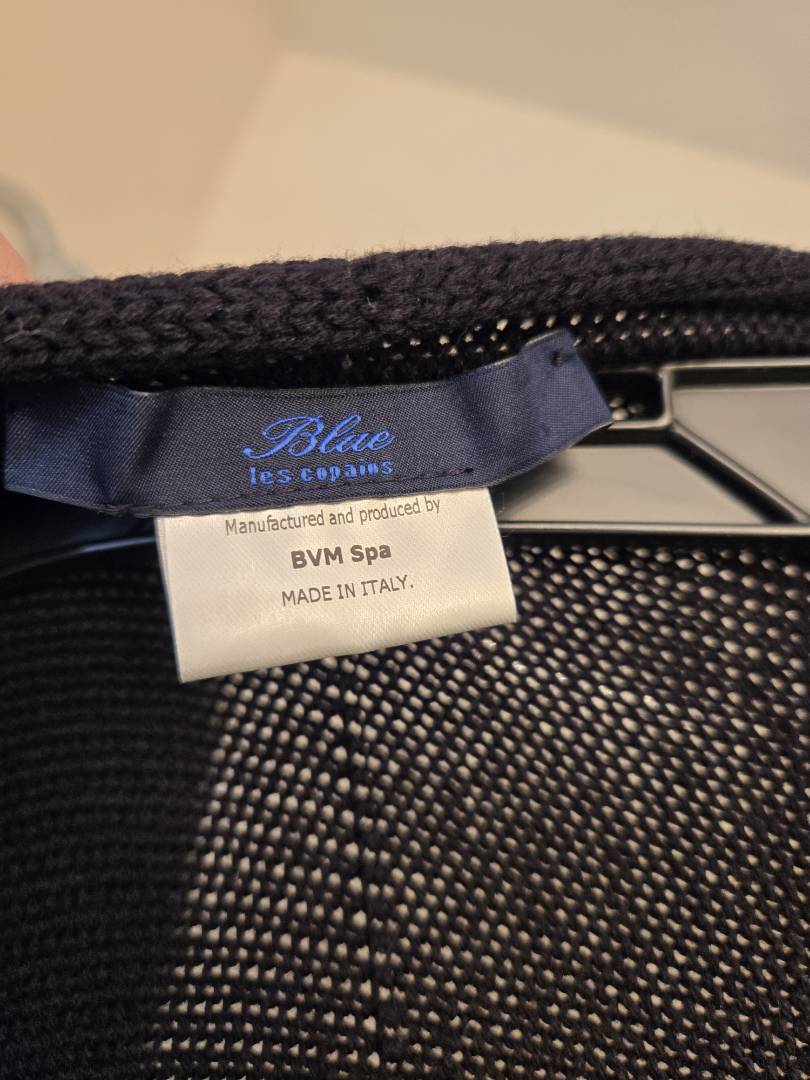 Blue
les copains
Manufactured and produced by
BVM Spa
MADE IN ITALY.